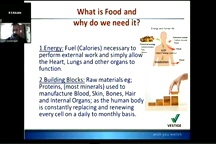 What is Food and
why do we need it?
1 Energy: Fuel (Calories) necessary to
perform external work and simply allow
the Heart, Lungs and other organs to
function.
2 Building Blocks: Raw materials eg;
Proteins, (most minerals) used to
manufacture Blood, Skin, Bones, Hair
and Internal Organs; as the human body
is constantly replacing and renewing
every cell on a daily to monthly basis.
VESTIGE